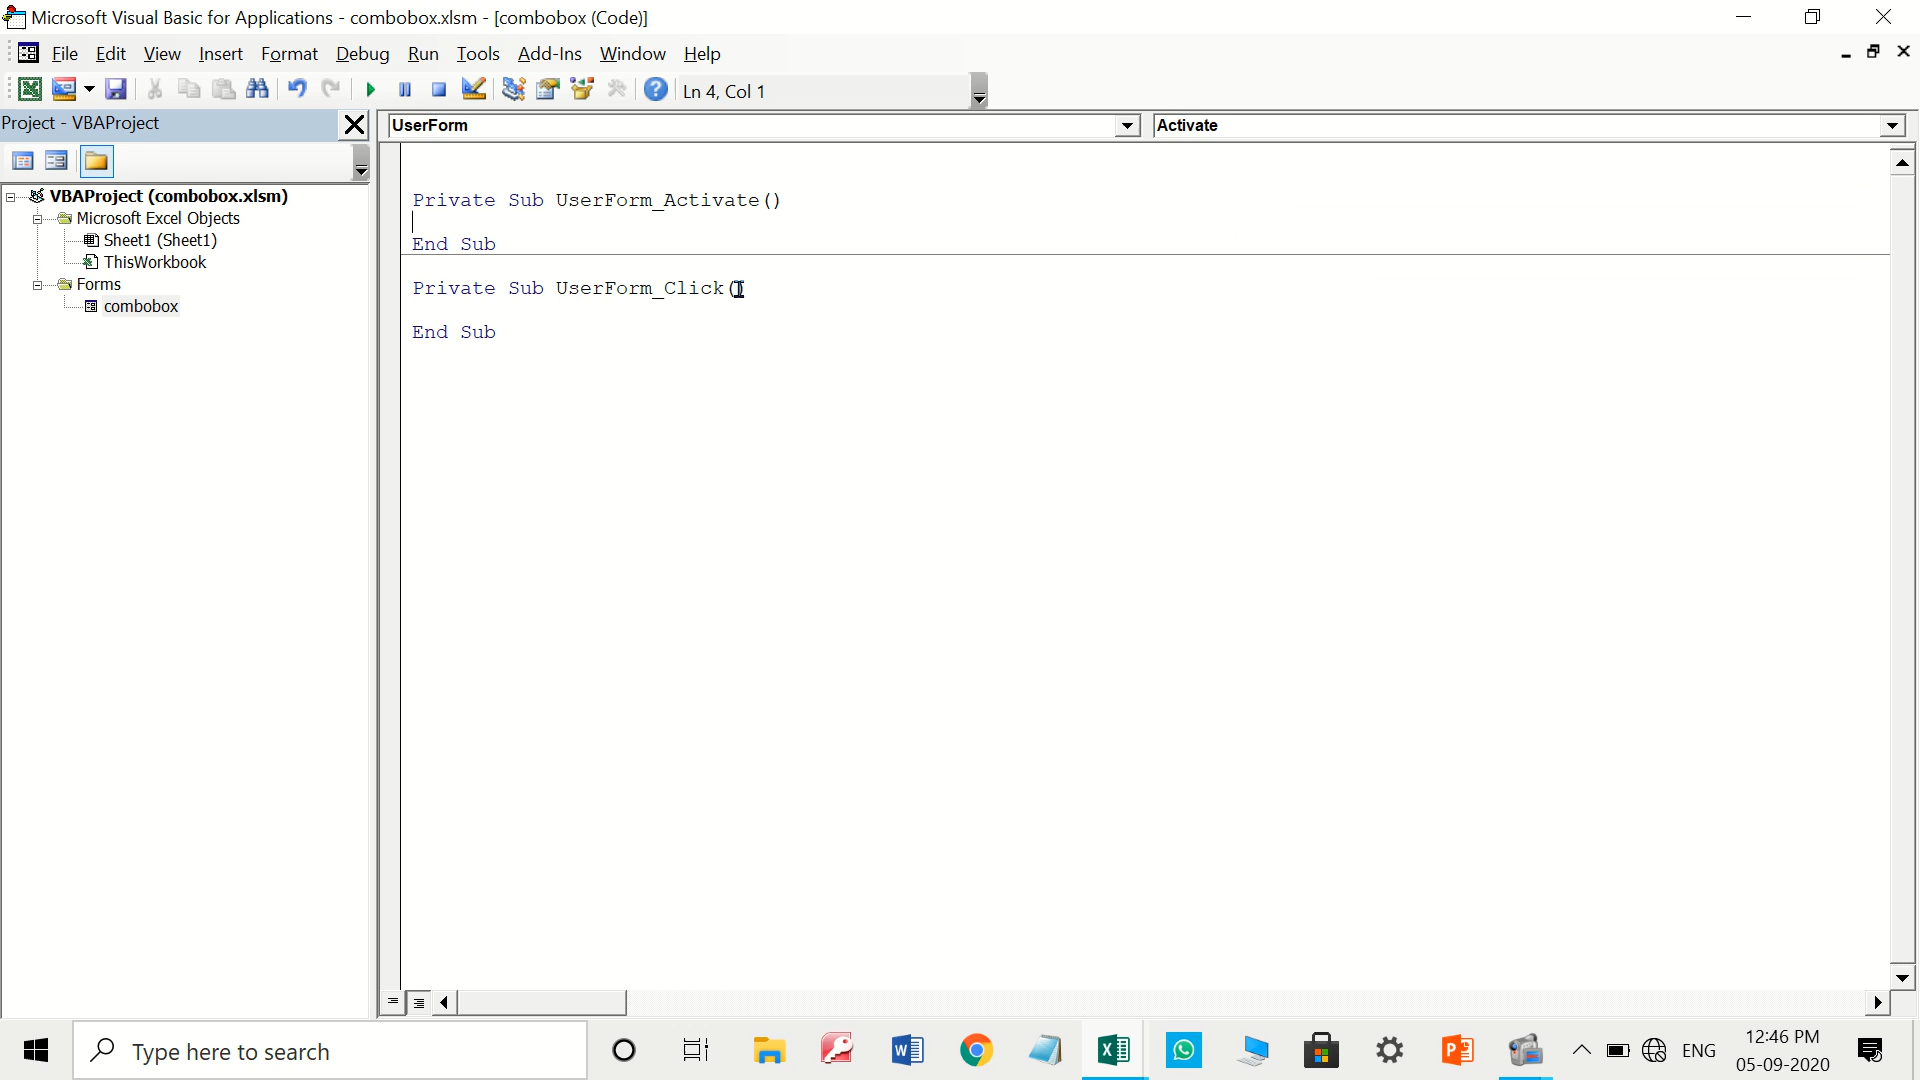 Microsoft Visual Basic for Applications - combobox.xlsm - [combobox (Code)]
File Edit View Insert Format Debug Run Tools Add-Ins Window Help
Ln 4, Col 1
Project - VBAProject
UserForm
Activate
VBAProject (combobox.xlsm)
Microsoft Excel Objects
Sheet1 (Sheet1)
ThisWorkbook
Forms
combobox
Private Sub UserForm_Activate()
End Sub
Private Sub UserForm_Click()
End Sub
Type here to search
ENG
12:46 PM
05-09-2020